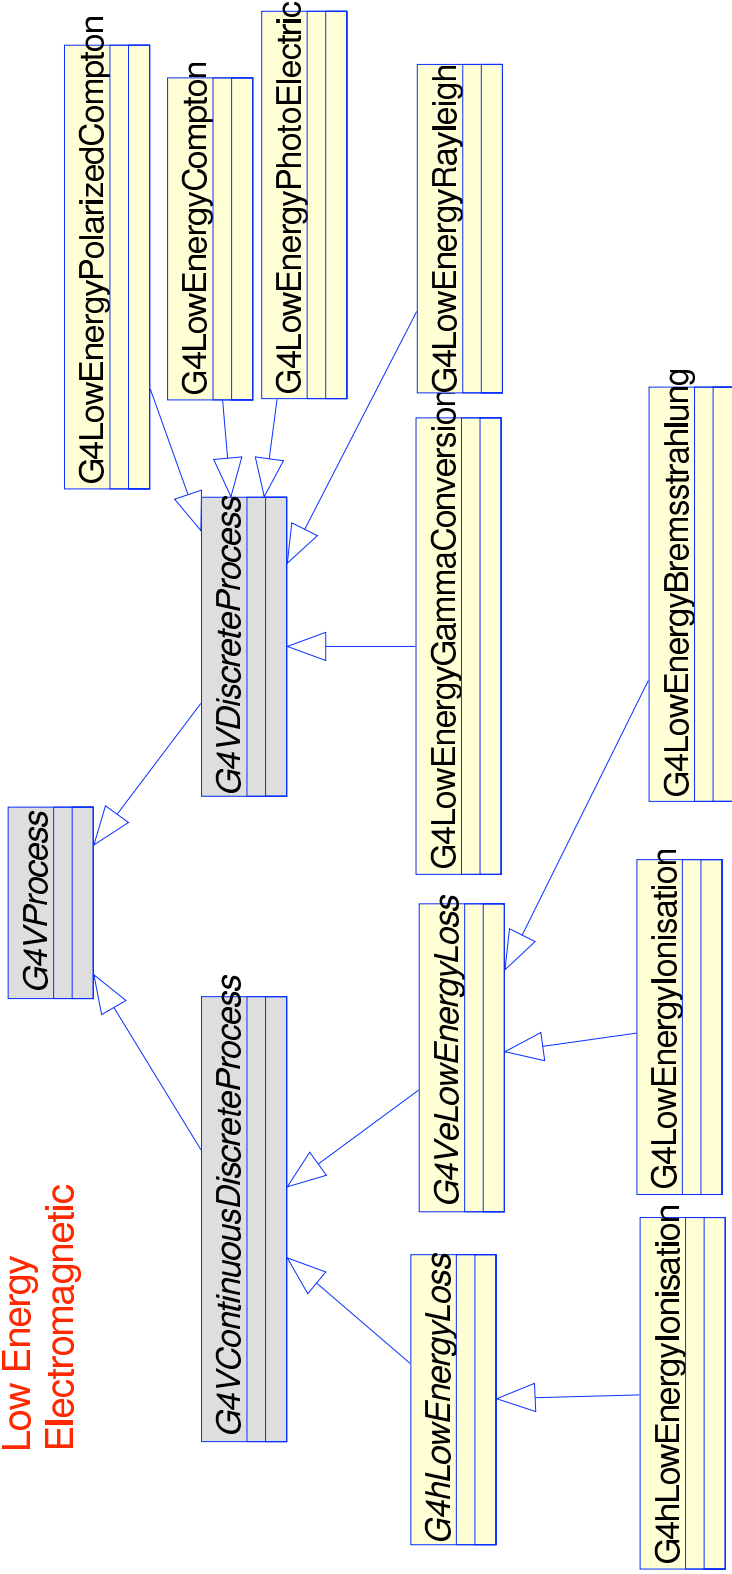 Low Energy
Electromagnetic
G4VProcess
G4VContinuousDiscreteProcess
G4VDiscreteProcess
G4LowEnergyPolarizedCompton
G4LowEnergyCompton
G4LowEnergyPhotoElectric
G4hLowEnergyLoss
G4VeLowEnergyLoss
G4LowEnergyGammaConversion
G4LowEnergyRayleigh
G4hLowEnergyIonisation
G4LowEnergyIonisation
G4LowEnergyBremsstrahlung